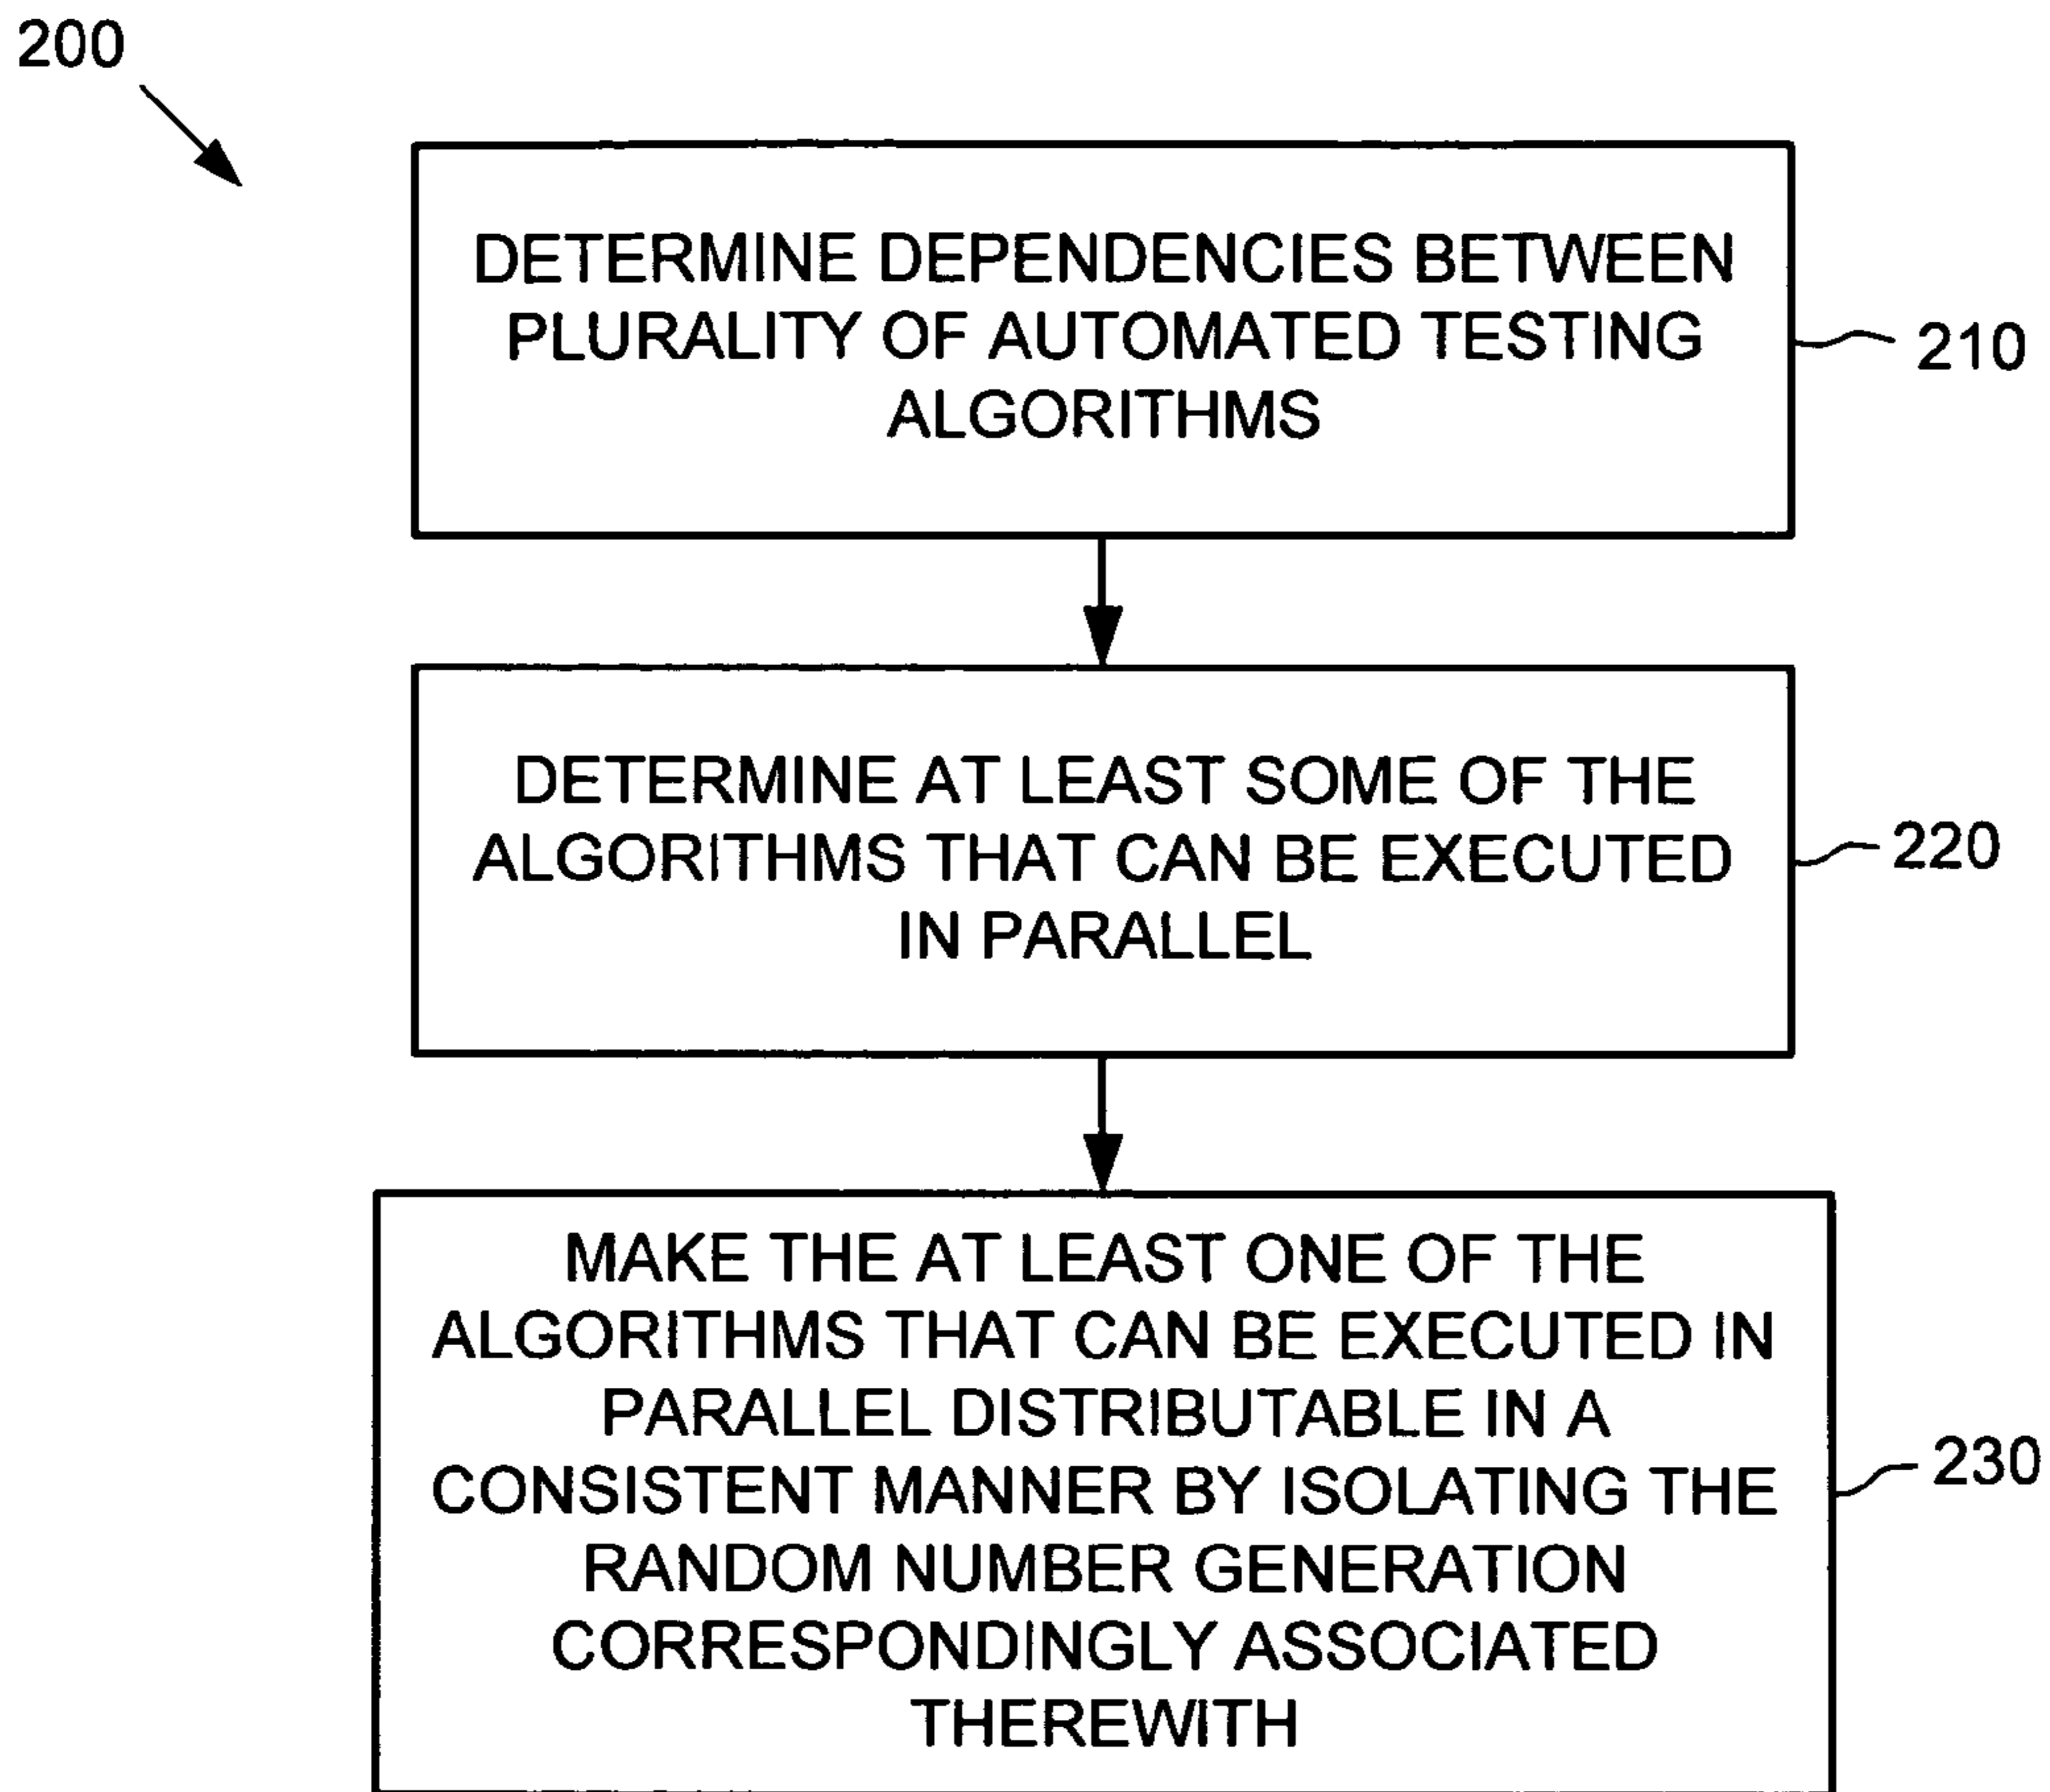 200
DETERMINE DEPENDENCIES BETWEEN
PLURALITY OF AUTOMATED TESTING
ALGORITHMS
210
DETERMINE AT LEAST SOME OF THE
ALGORITHMS THAT CAN BE EXECUTED
IN PARALLEL
220
MAKE THE AT LEAST ONE OF THE
ALGORITHMS THAT CAN BE EXECUTED IN
PARALLEL DISTRIBUTABLE IN A
CONSISTENT MANNER BY ISOLATING THE
RANDOM NUMBER GENERATION
CORRESPONDINGLY ASSOCIATED
THEREWITH
230